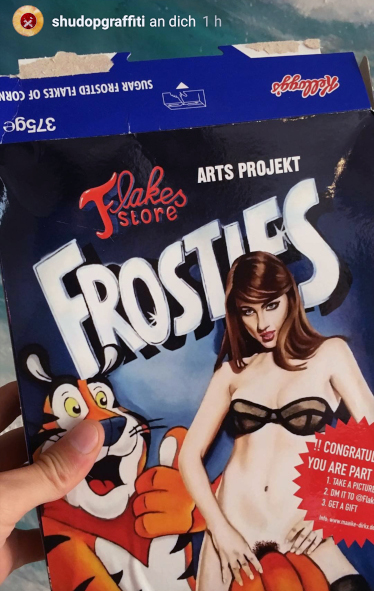 shudopgraffiti an dich 1 h
Kellogg's
SUGAR FROSTED FLAKES OF CORN
375g e
Flakes
store
ARTS PROJEKT
FROSTIES
!! CONGRATUL
YOU ARE PART
1. TAKE A PICTURE
2. DM IT TO @Flak
3. GET A GIFT